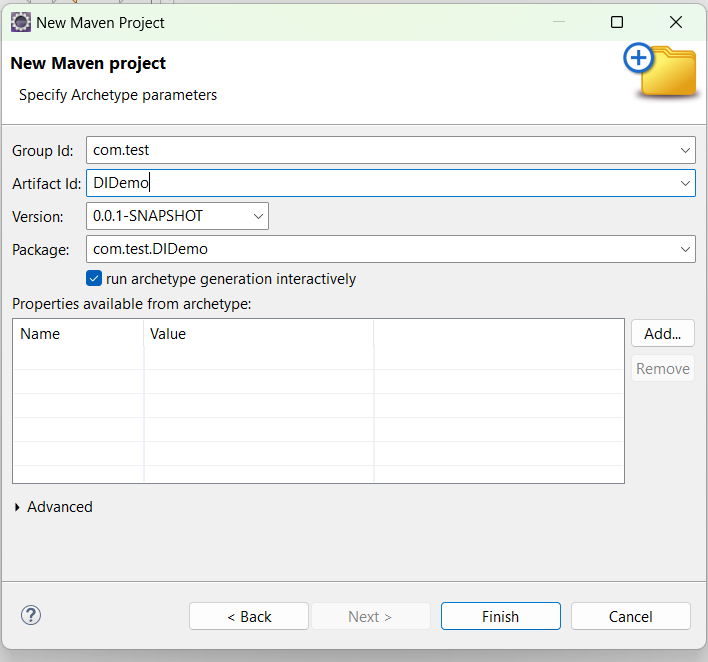 New Maven Project
New Maven project
Specify Archetype parameters
Group Id: com.test
Artifact Id: DIDemo
Version: 0.0.1-SNAPSHOT
Package: com.test.DIDemo
run archetype generation interactively
Properties available from archetype:
Name Value Add...
Remove
Advanced
? < Back Next > Finish Cancel